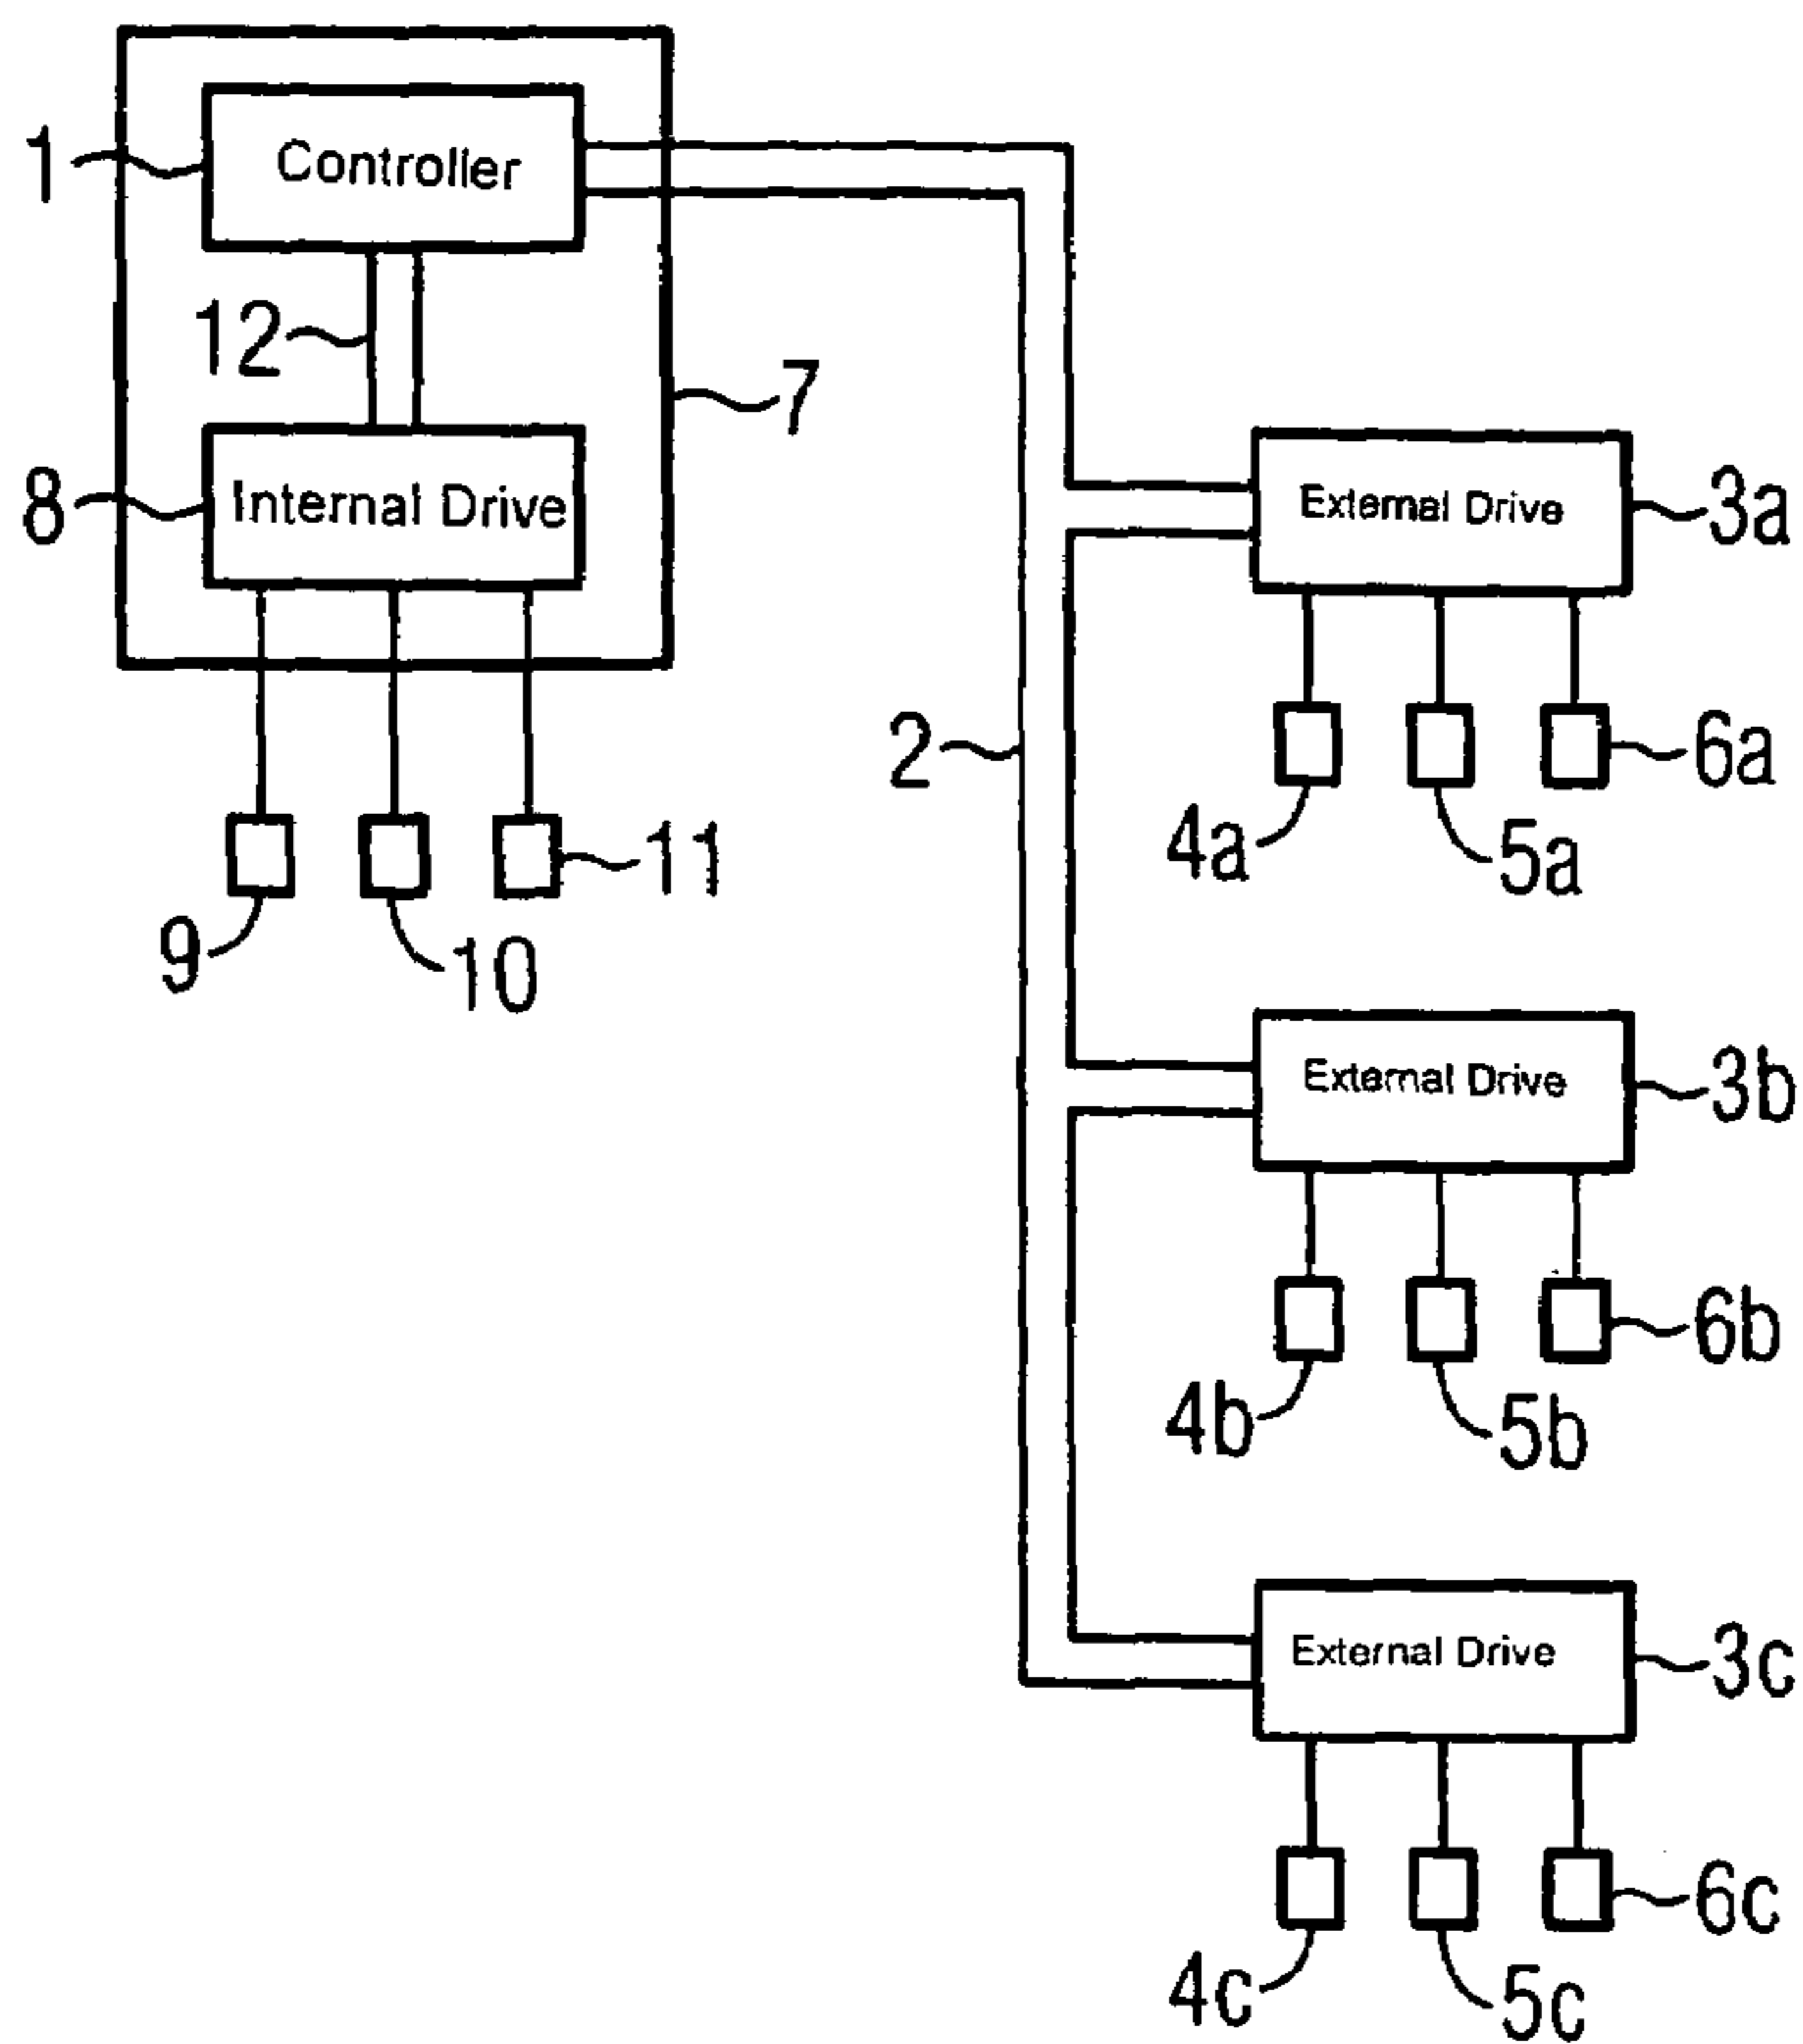 1
Controller
12
7
8
Internal Drive
External Drive
3a
2
6a
4a
5a
11
9
10
External Drive
3b
6b
4b
5b
External Drive
3c
6c
4c
5c